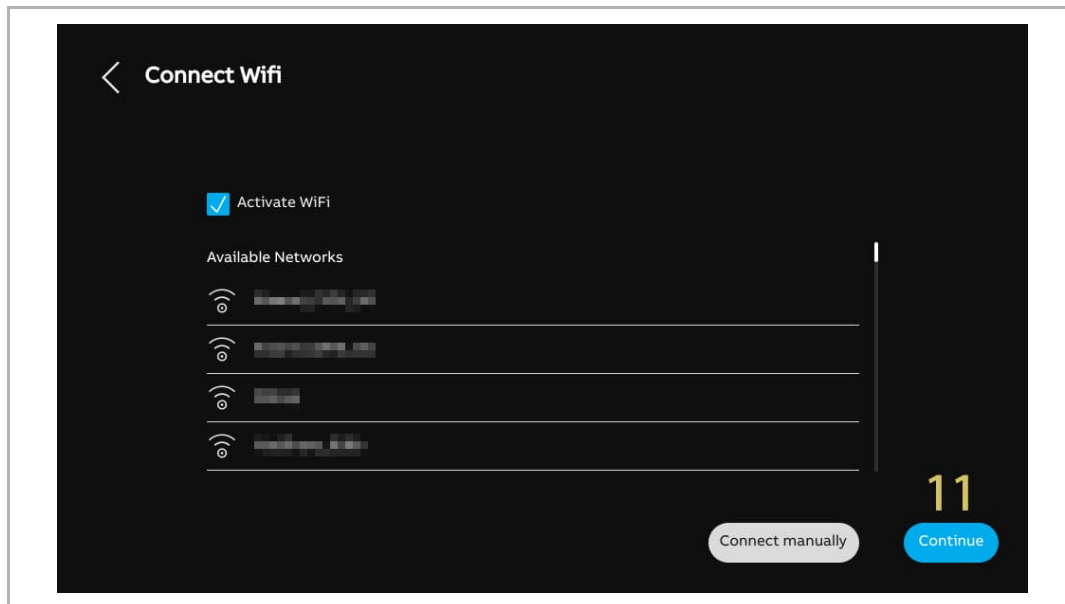 Connect Wifi
Activate WiFi
Available Networks
11
Connect manually
Continue